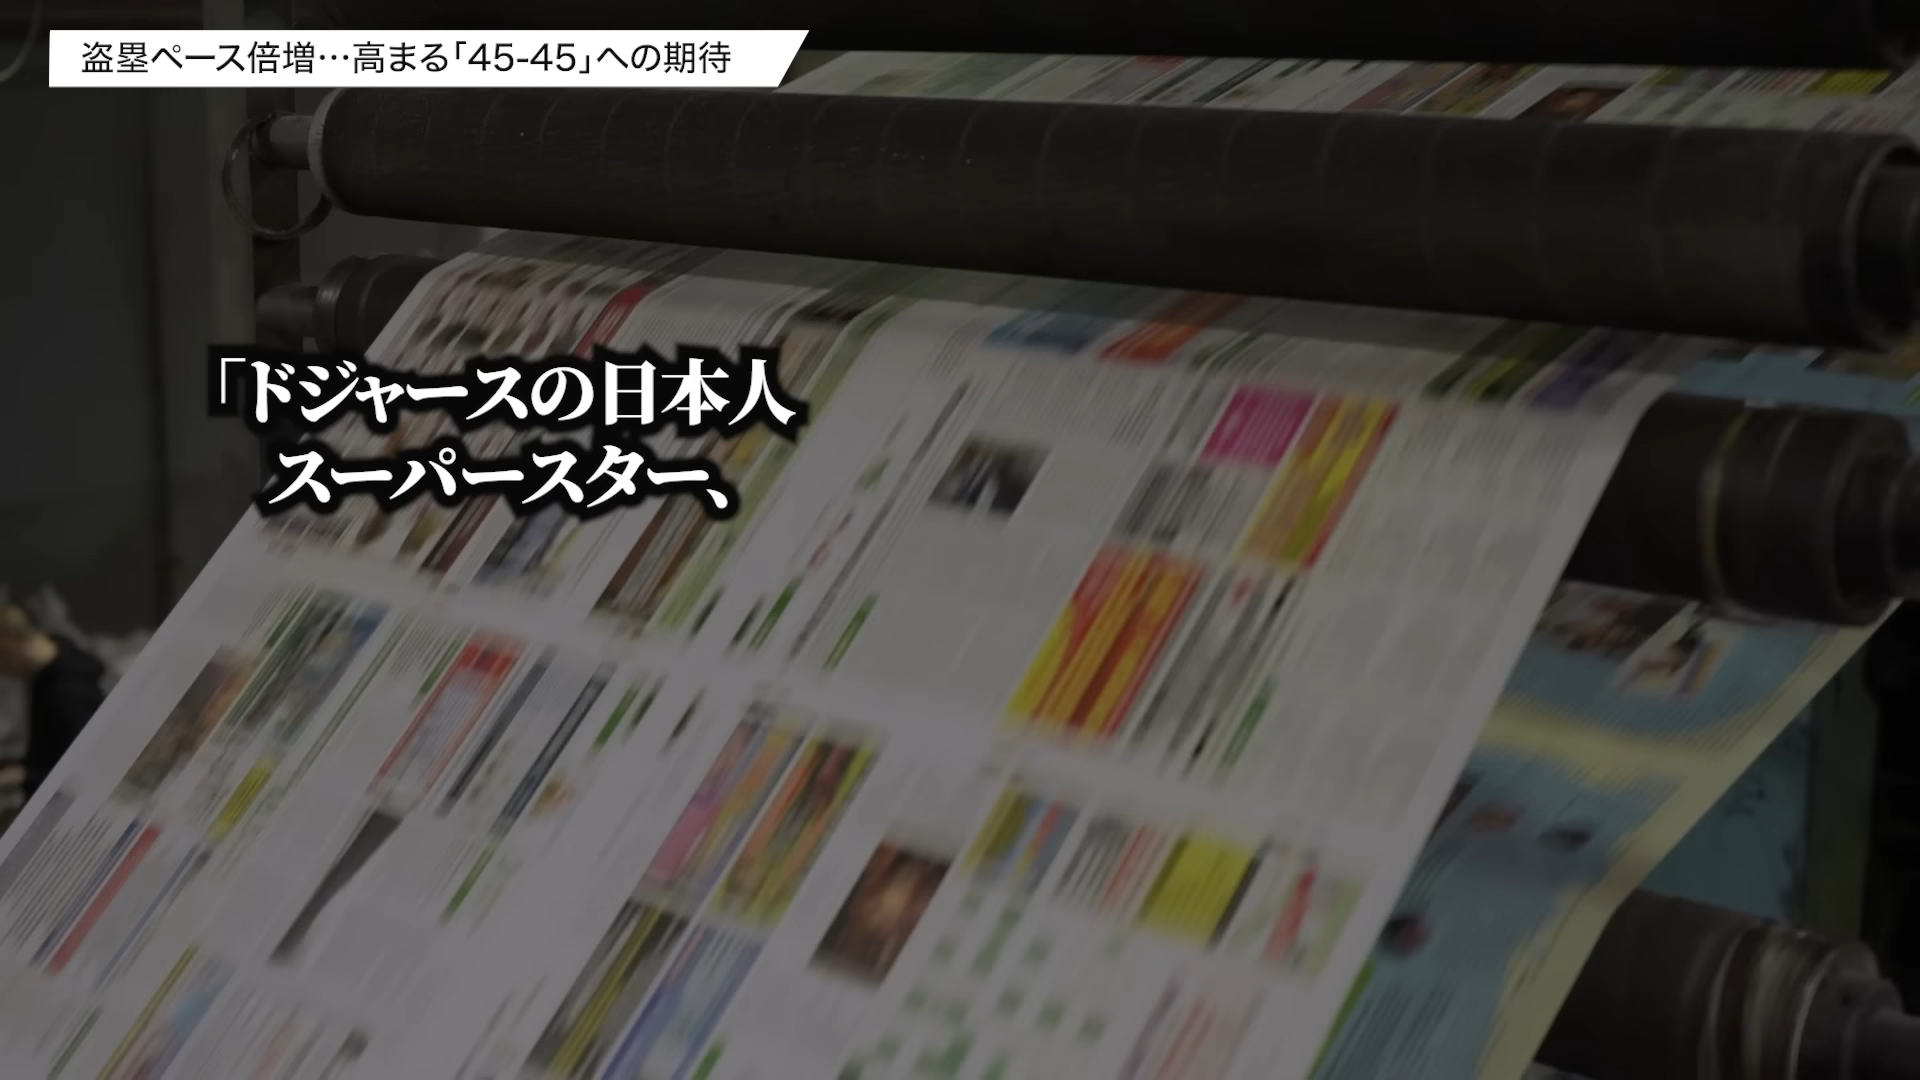 盗塁ペース倍増…高まる「45-45」への期待
「ドジャースの日本人
スーパースター、